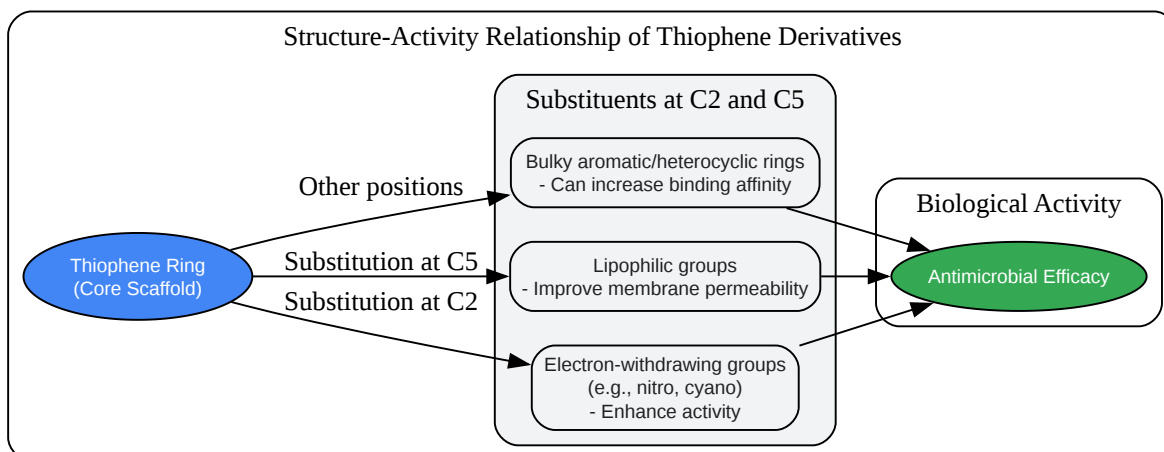 Structure-Activity Relationship of Thiophene Derivatives
Substituents at C2 and C5
Bulky aromatic/heterocyclic rings
- Can increase binding affinity
Other positions
Biological Activity
Thiophene Ring
(Core Scaffold)
Substitution at C5
Lipophilic groups
- Improve membrane permeability
Antimicrobial Efficacy
Substitution at C2
Electron-withdrawing groups
(e.g., nitro, cyano)
- Enhance activity